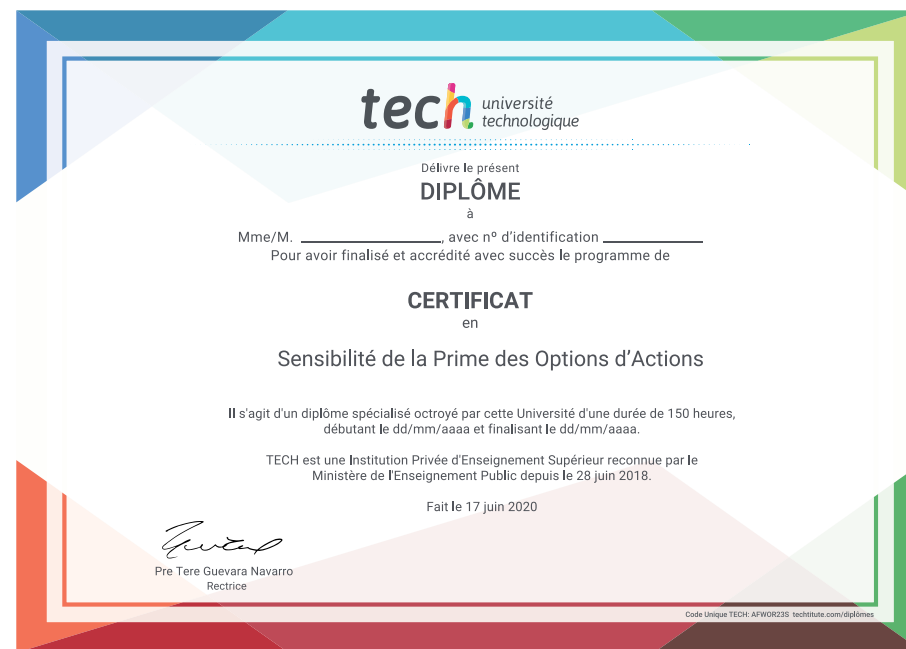 tech université
technologique
Délivre le présent
DIPLÔME
à
Mme/M. ____________________, avec nº d'identification ______________
Pour avoir finalisé et accrédité avec succès le programme de
CERTIFICAT
en
Sensibilité de la Prime des Options d'Actions
Il s'agit d'un diplôme spécialisé octroyé par cette Université d'une durée de 150 heures,
débutant le dd/mm/aaaa et finalisant le dd/mm/aaaa.
TECH est une Institution Privée d'Enseignement Supérieur reconnue par le
Ministère de l'Enseignement Public depuis le 28 juin 2018.
Fait le 17 juin 2020
Pre Tere Guevara Navarro
Rectrice
Code Unique TECH: AFWOR23S techtitute.com/diplômes